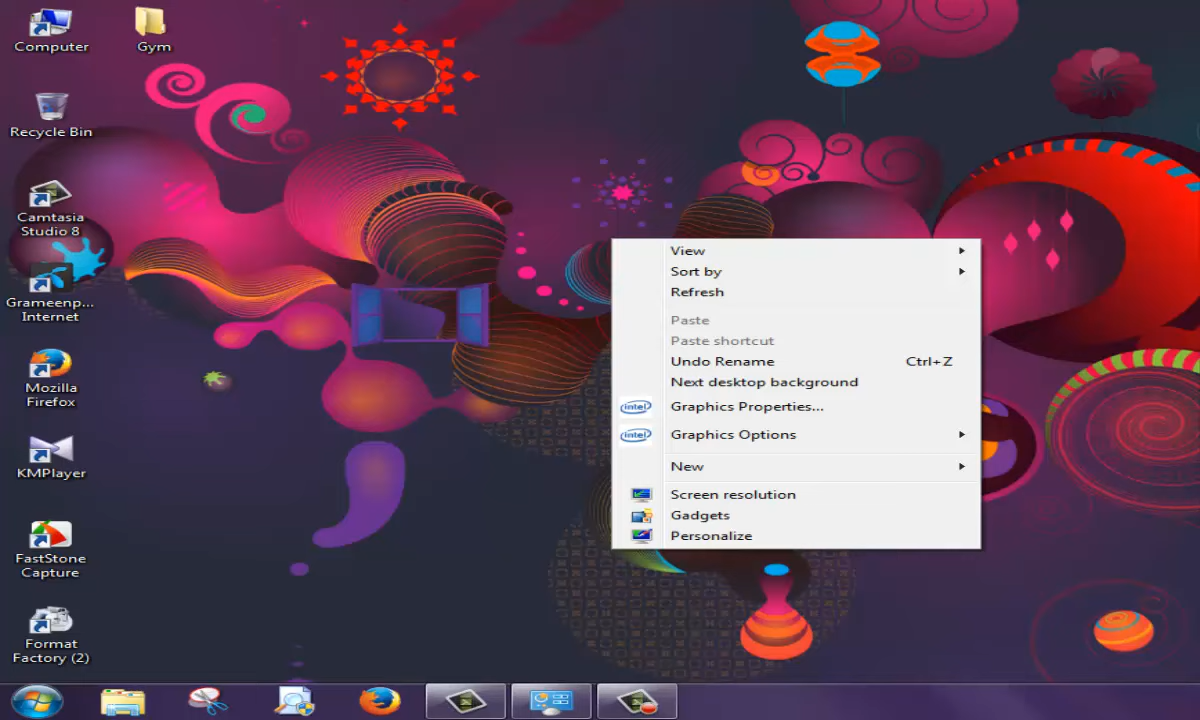 Computer
Gym
Recycle Bin
Camtasia
Studio 8
Grameenp...
Internet
Mozilla
Firefox
KMPlayer
FastStone
Capture
Format
Factory (2)
View
Sort by
Refresh
Paste
Paste shortcut
Undo Rename Ctrl+Z
Next desktop background
intel Graphics Properties...
intel Graphics Options
New
Screen resolution
Gadgets
Personalize